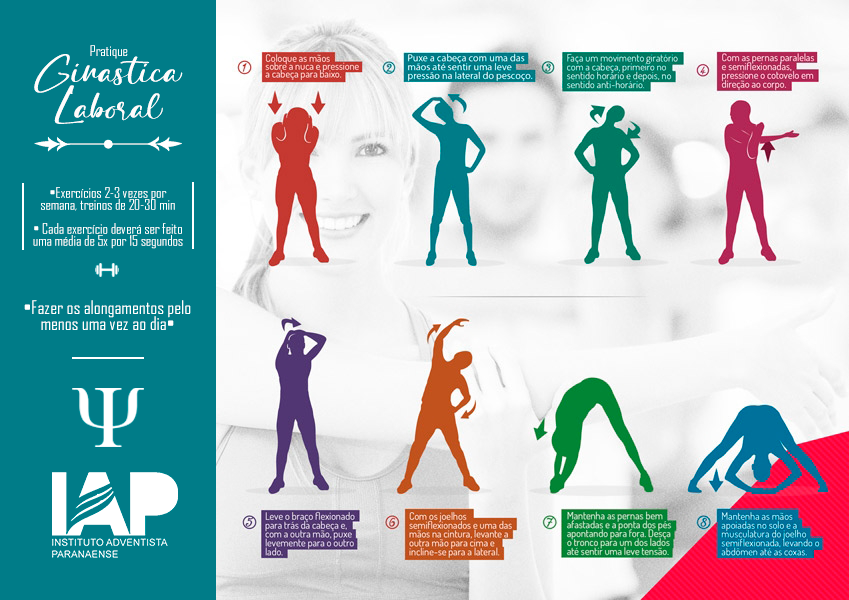 Pratique
Ginastica
Laboral
•Exercícios 2-3 vezes por
semana, treinos de 20-30 min
• Cada exercício deverá ser feito
uma média de 5x por 15 segundos
•Fazer os alongamentos pelo
menos uma vez ao dia•
Ψ
IAP
INSTITUTO ADVENTISTA
PARANAENSE
1
Coloque as mãos
sobre a nuca e pressione
a cabeça para baixo.
2
Puxe a cabeça com uma das
mãos até sentir uma leve
pressão na lateral do pescoço.
3
Faça um movimento giratório
com a cabeça, primeiro no
sentido horário e depois, no
sentido anti-horário.
4
Com as pernas paralelas
e semiflexionadas,
pressione o cotovelo em
direção ao corpo.
5
Leve o braço flexionado
para trás da cabeça e,
com a outra mão, puxe
levemente para o outro
lado.
6
Com os joelhos
semiflexionados e uma das
mãos na cintura, levante a
outra mão para cima e
incline-se para a lateral.
7
Mantenha as pernas bem
afastadas e a ponta dos pés
apontando para fora. Desça
o tronco para um dos lados
até sentir uma leve tensão.
8
Mantenha as mãos
apoiadas no solo e a
musculatura do joelho
semiflexionada, levando o
abdômen até as coxas.